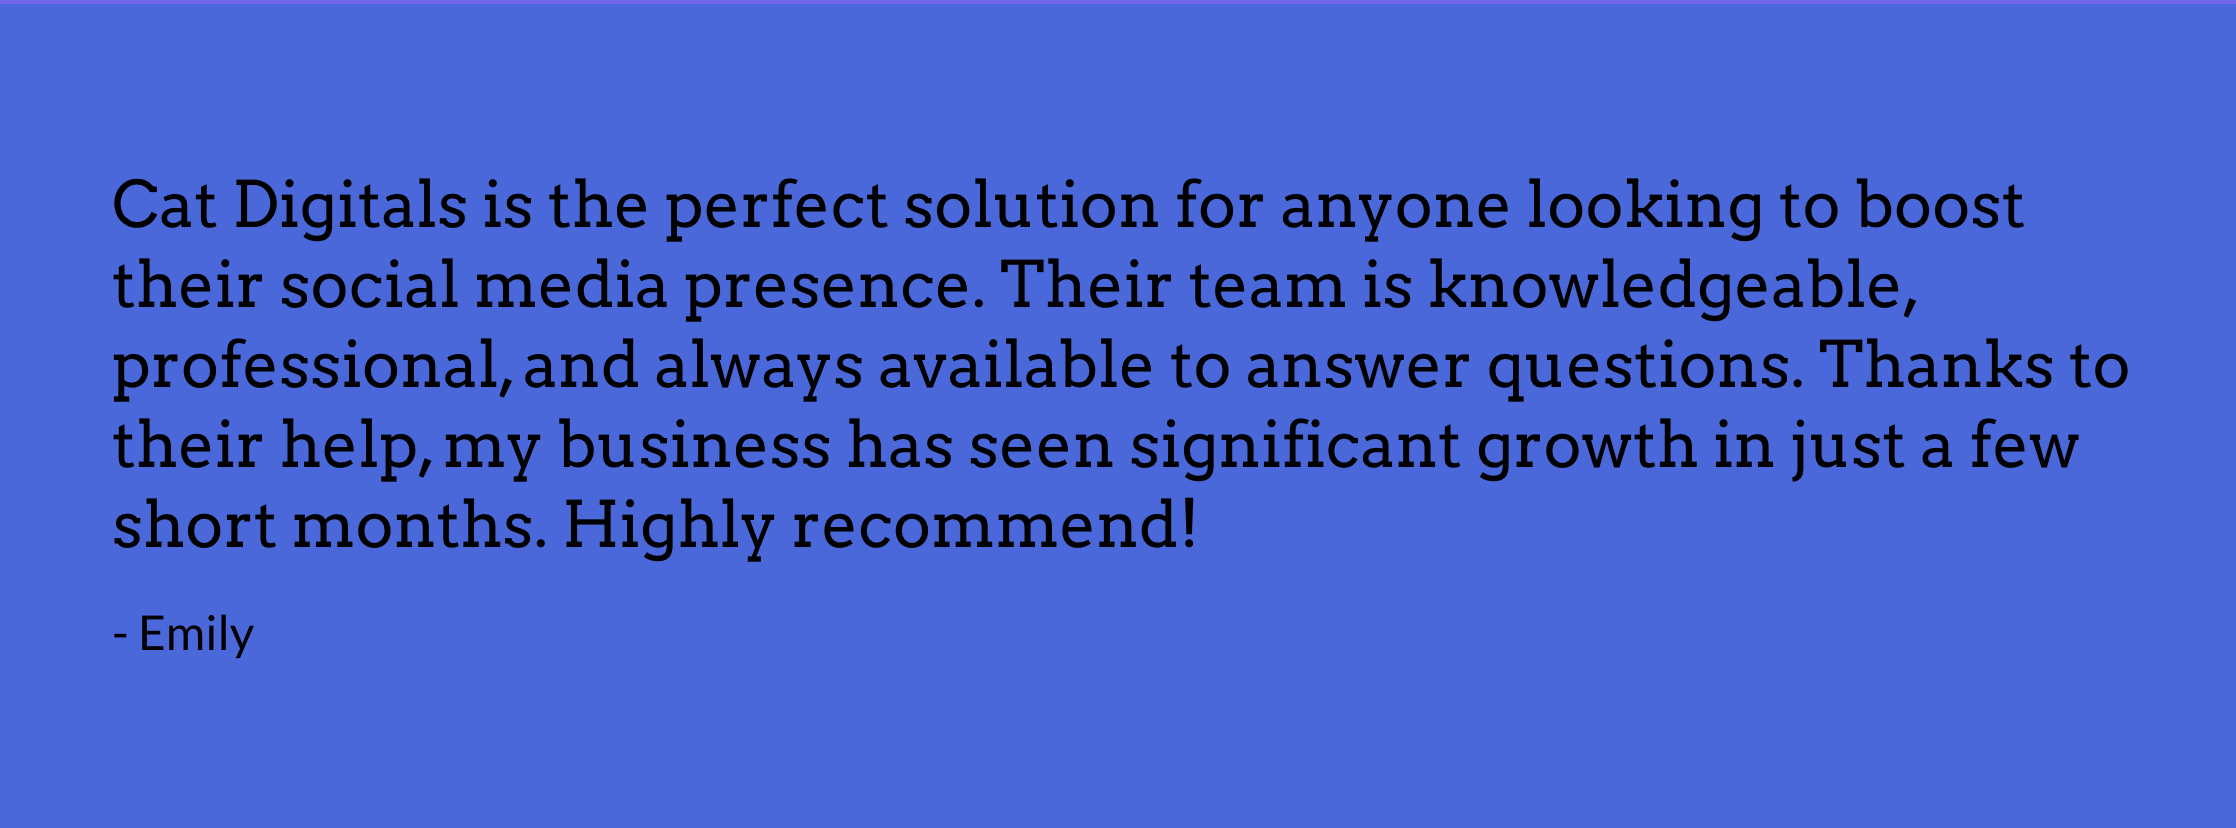 Cat Digitals is the perfect solution for anyone looking to boost
their social media presence. Their team is knowledgeable,
professional, and always available to answer questions. Thanks to
their help, my business has seen significant growth in just a few
short months. Highly recommend!
- Emily